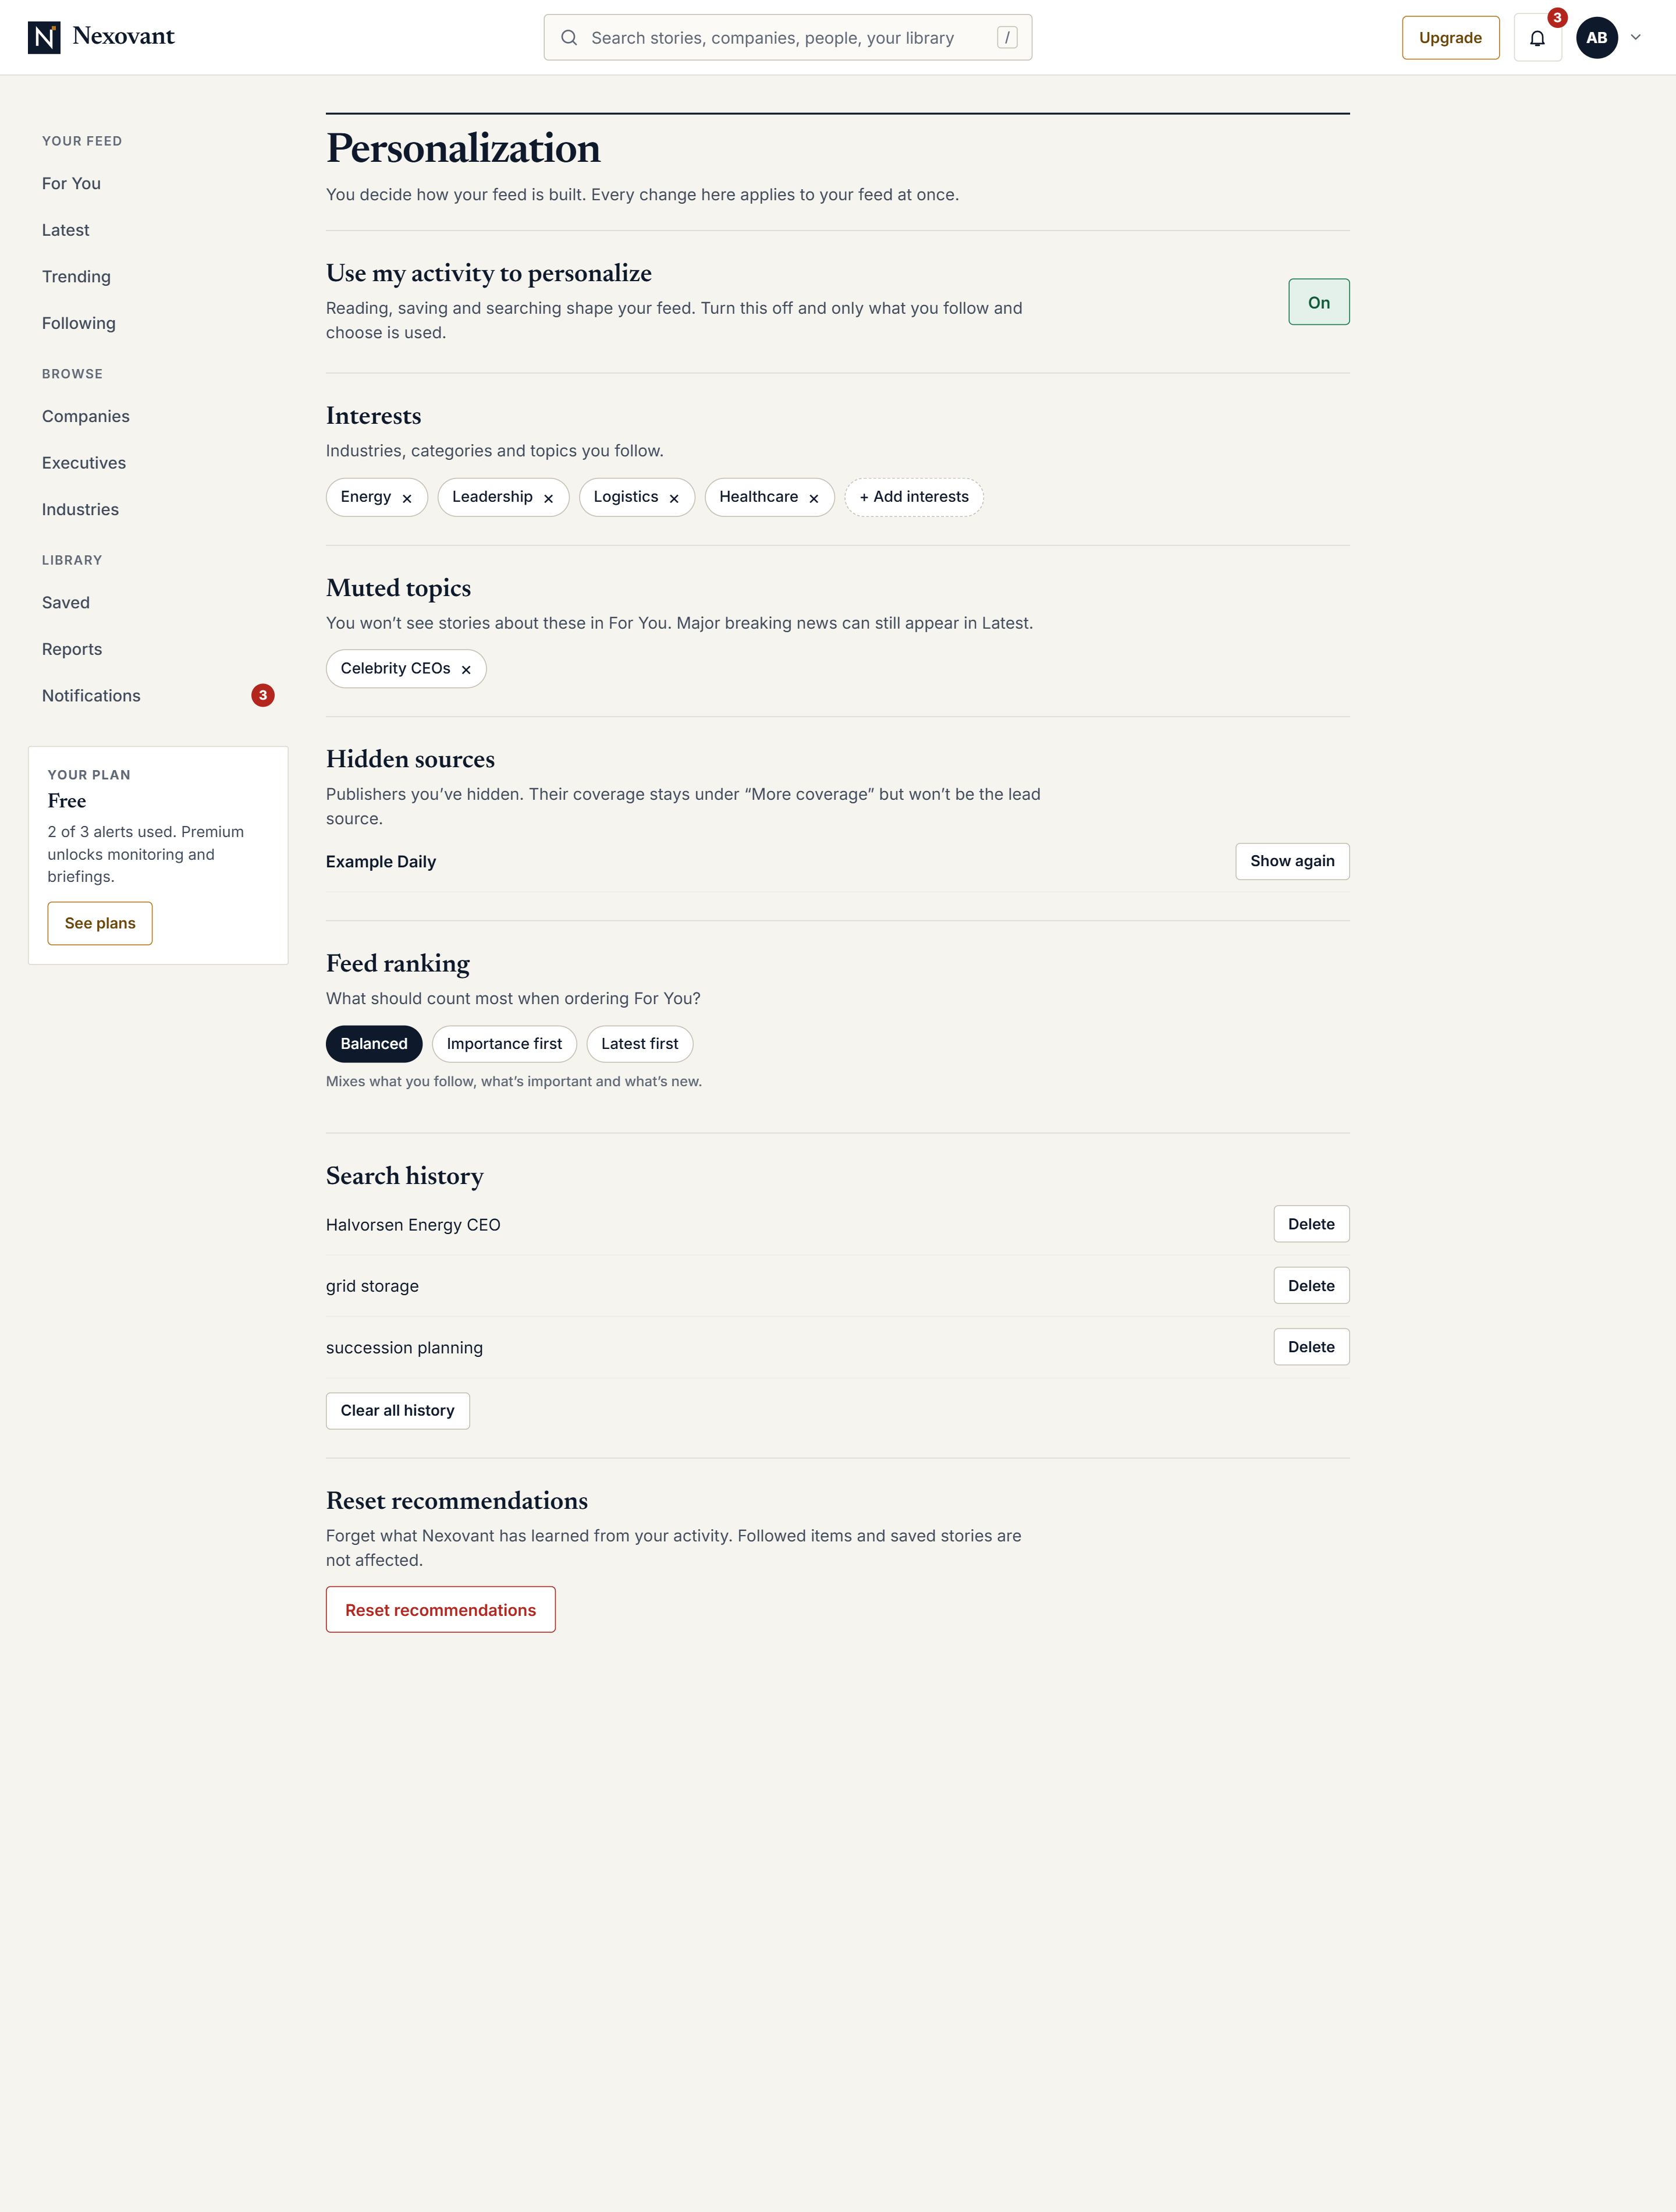 Nexovant
Search stories, companies, people, your library
/
Upgrade
3
AB
YOUR FEED
For You
Latest
Trending
Following
BROWSE
Companies
Executives
Industries
LIBRARY
Saved
Reports
Notifications
3
YOUR PLAN
Free
2 of 3 alerts used. Premium
unlocks monitoring and
briefings.
See plans
Personalization
You decide how your feed is built. Every change here applies to your feed at once.
Use my activity to personalize
Reading, saving and searching shape your feed. Turn this off and only what you follow and
choose is used.
On
Interests
Industries, categories and topics you follow.
Energy × Leadership × Logistics × Healthcare × + Add interests
Muted topics
You won’t see stories about these in For You. Major breaking news can still appear in Latest.
Celebrity CEOs ×
Hidden sources
Publishers you’ve hidden. Their coverage stays under “More coverage” but won’t be the lead
source.
Example Daily Show again
Feed ranking
What should count most when ordering For You?
Balanced Importance first Latest first
Mixes what you follow, what’s important and what’s new.
Search history
Halvorsen Energy CEO Delete
grid storage Delete
succession planning Delete
Clear all history
Reset recommendations
Forget what Nexovant has learned from your activity. Followed items and saved stories are
not affected.
Reset recommendations